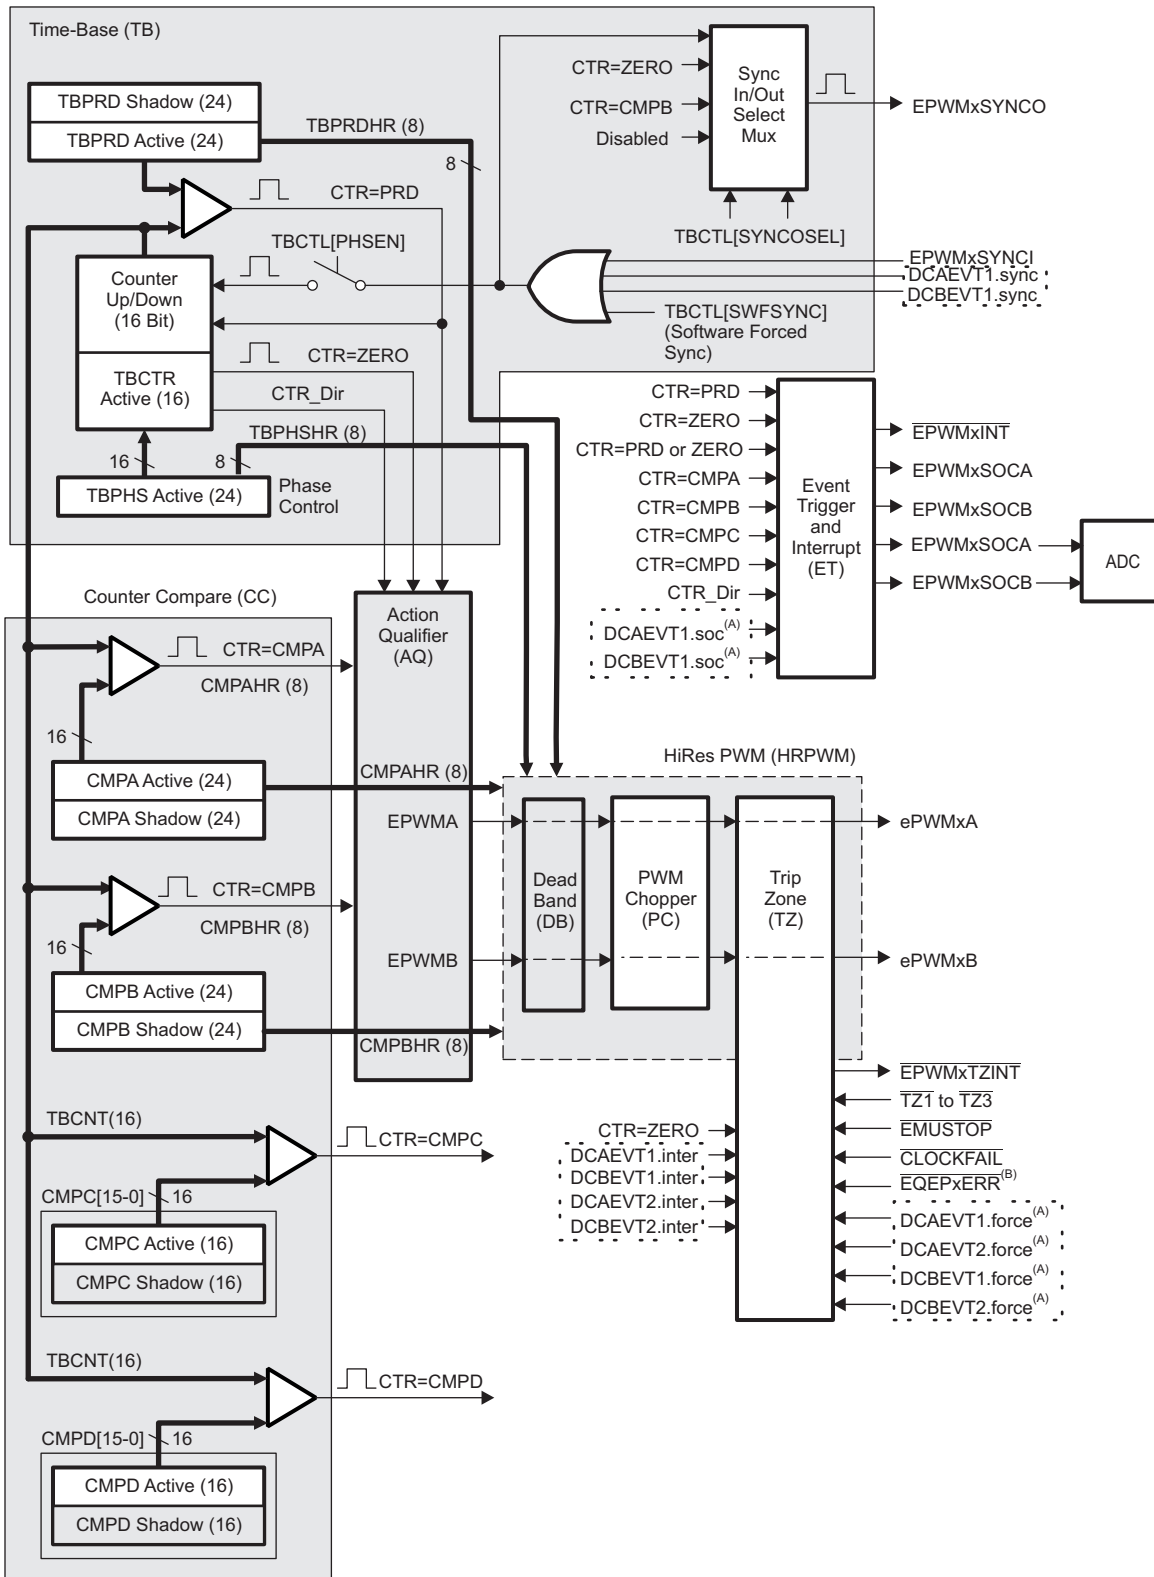 Time-Base (TB)
TBPRD Shadow (24)
TBPRD Active (24)
TBPRDHR (8)
8
CTR=PRD
CTR=ZERO
CTR=CMPB
Disabled
Sync
In/Out
Select
Mux
EPWMxSYNCO
TBCTL[SYNCOSEL]
TBCTL[PHSEN]
EPWMxSYNCI
DCAEVT1.sync
DCBEVT1.sync
TBCTL[SWFSYNC]
(Software Forced
Sync)
Counter
Up/Down
(16 Bit)
TBCTR
Active (16)
CTR=ZERO
CTR_Dir
TBPHSHR (8)
16
8
TBPHS Active (24)
Phase
Control
CTR=PRD
CTR=ZERO
CTR=PRD or ZERO
CTR=CMPA
CTR=CMPB
CTR=CMPC
CTR=CMPD
CTR_Dir
DCAEVT1.soc(A)
DCBEVT1.soc(A)
Event
Trigger
and
Interrupt
(ET)
EPWMxINT
EPWMxSOCA
EPWMxSOCB
EPWMxSOCA
EPWMxSOCB
ADC
Counter Compare (CC)
Action
Qualifier
(AQ)
CTR=CMPA
CMPAHR (8)
16
CMPA Active (24)
CMPA Shadow (24)
CMPAHR (8)
EPWMA
HiRes PWM (HRPWM)
Dead
Band
(DB)
PWM
Chopper
(PC)
Trip
Zone
(TZ)
ePWMxA
ePWMxB
CTR=CMPB
CMPBHR (8)
16
EPWMB
CMPB Active (24)
CMPB Shadow (24)
CMPBHR (8)
EPWMxTZINT
TZ1 to TZ3
EMUSTOP
CLOCKFAIL
EQEPxERR(B)
DCAEVT1.force(A)
DCAEVT2.force(A)
DCBEVT1.force(A)
DCBEVT2.force(A)
CTR=ZERO
DCAEVT1.inter
DCBEVT1.inter
DCAEVT2.inter
DCBEVT2.inter
TBCNT(16)
CTR=CMPC
CMPC[15-0]
16
CMPC Active (16)
CMPC Shadow (16)
TBCNT(16)
CTR=CMPD
CMPD[15-0]
16
CMPD Active (16)
CMPD Shadow (16)